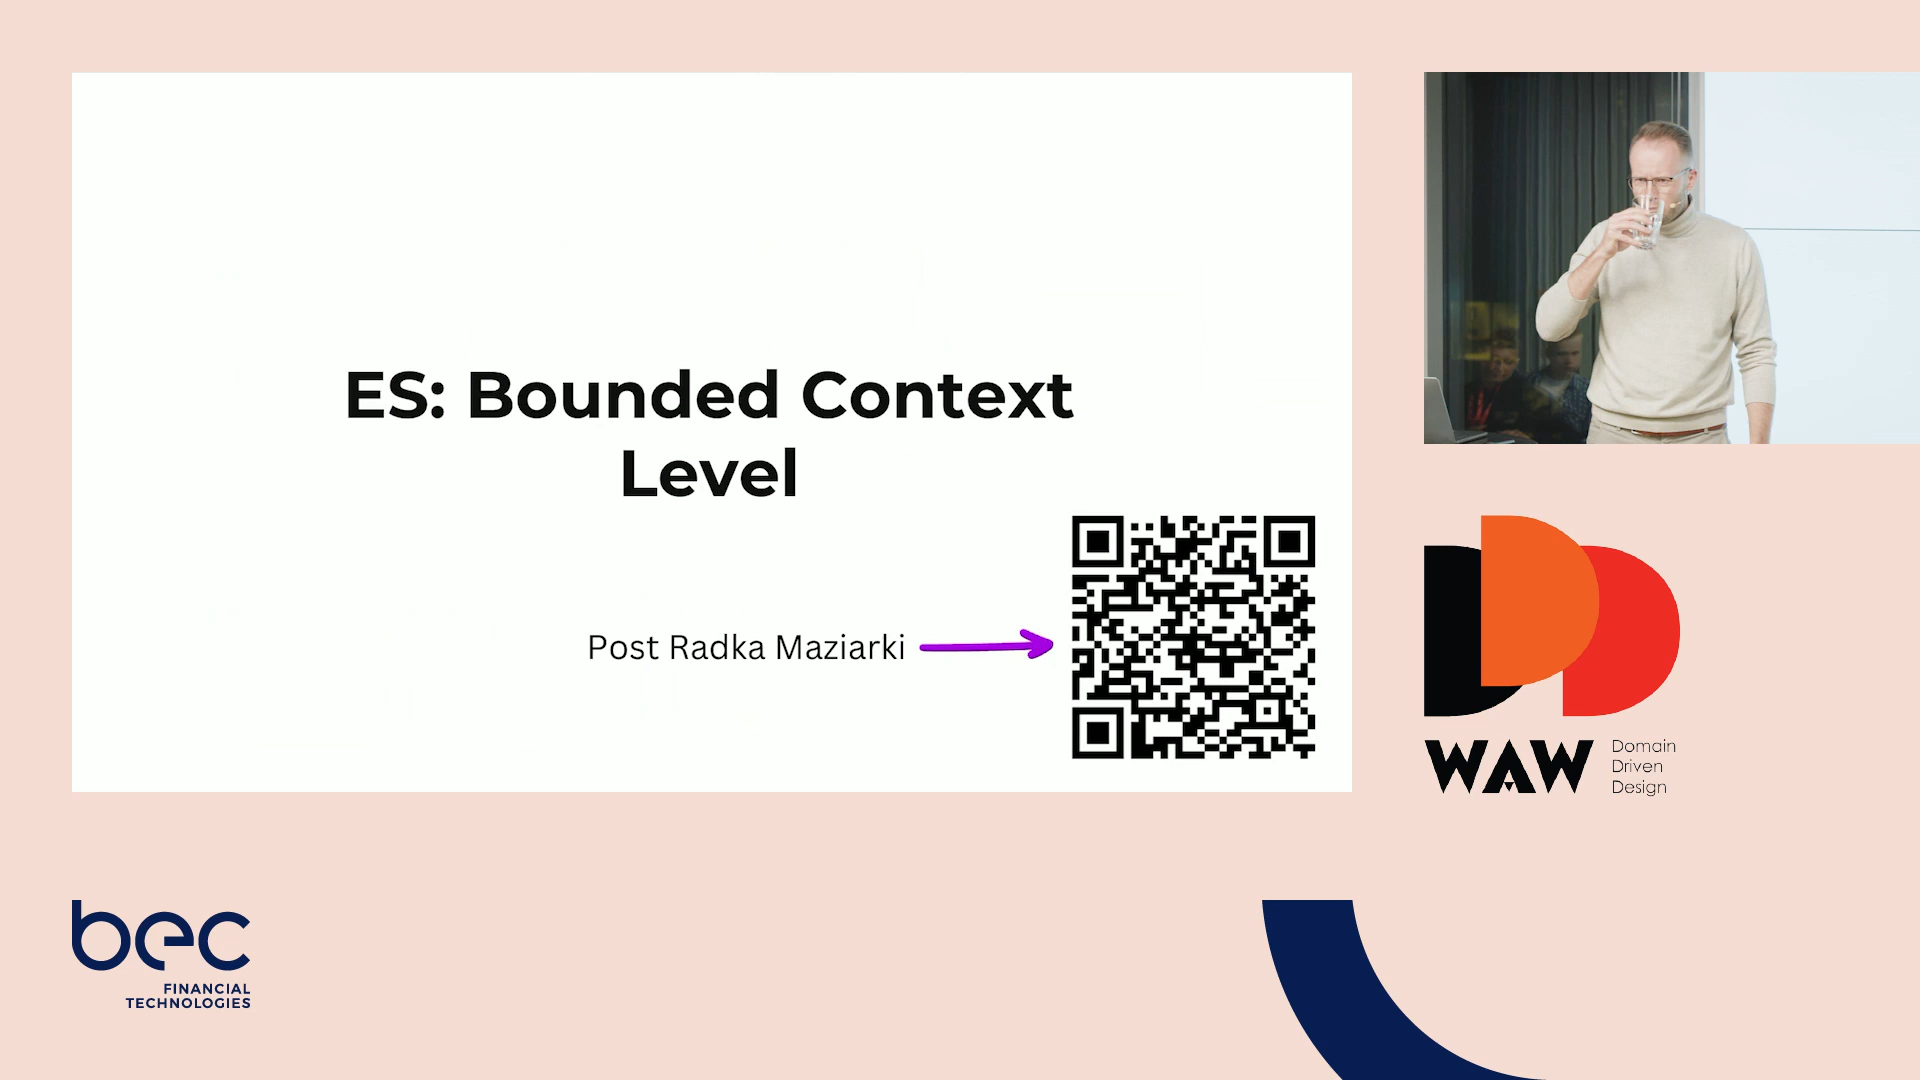 ES: Bounded Context
Level
Post Radka Maziarki
WAW
Domain
Driven
Design
bec
FINANCIAL
TECHNOLOGIES